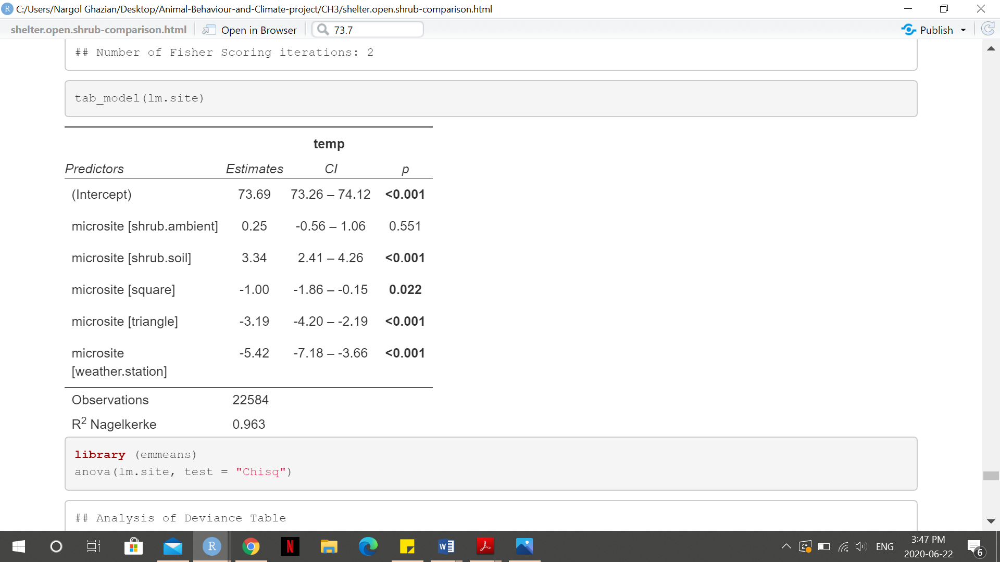 R C:/Users/Nargol Ghazian/Desktop/Animal-Behaviour-and-Climate-project/CH3/shelter.open.shrub-comparison.html
shelter.open.shrub-comparison.html Open in Browser 73.7 Publish
## Number of Fisher Scoring iterations: 2
tab_model(lm.site)
temp
Predictors Estimates CI p
(Intercept) 73.69 73.26 – 74.12 <0.001
microsite [shrub.ambient] 0.25 -0.56 – 1.06 0.551
microsite [shrub.soil] 3.34 2.41 – 4.26 <0.001
microsite [square] -1.00 -1.86 – -0.15 0.022
microsite [triangle] -3.19 -4.20 – -2.19 <0.001
microsite -5.42 -7.18 – -3.66 <0.001
[weather.station]
Observations 22584
R² Nagelkerke 0.963
library (emmeans)
anova(lm.site, test = "Chisq")
## Analysis of Deviance Table
R N W ENG 3:47 PM 6
2020-06-22